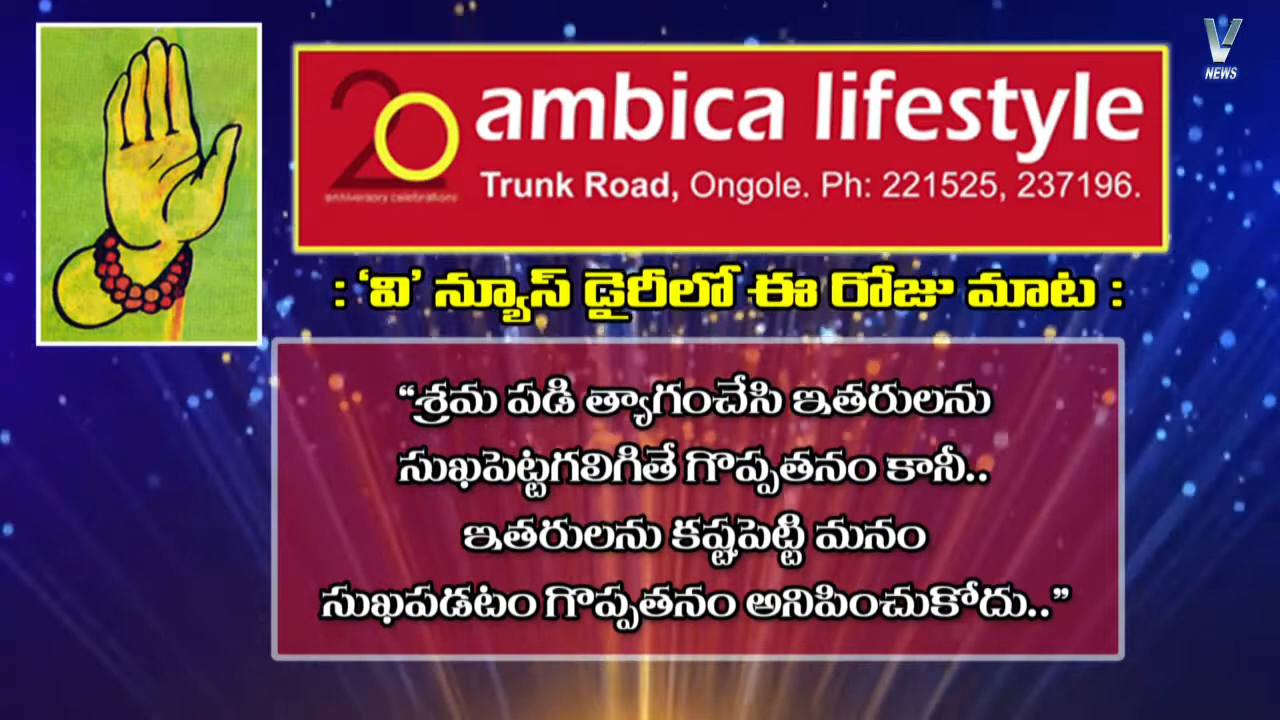 V
NEWS
20
anniversary celebrations
ambica lifestyle
Trunk Road, Ongole. Ph: 221525, 237196.
: ‘వి’ న్యూస్ డైరీలో ఈ రోజు మాట :
“శ్రమ పడి త్యాగంచేసి ఇతరులను
సుఖపెట్టగలిగితే గొప్పతనం కానీ..
ఇతరులను కష్టపెట్టి మనం
సుఖపడటం గొప్పతనం అనిపించుకోదు..”